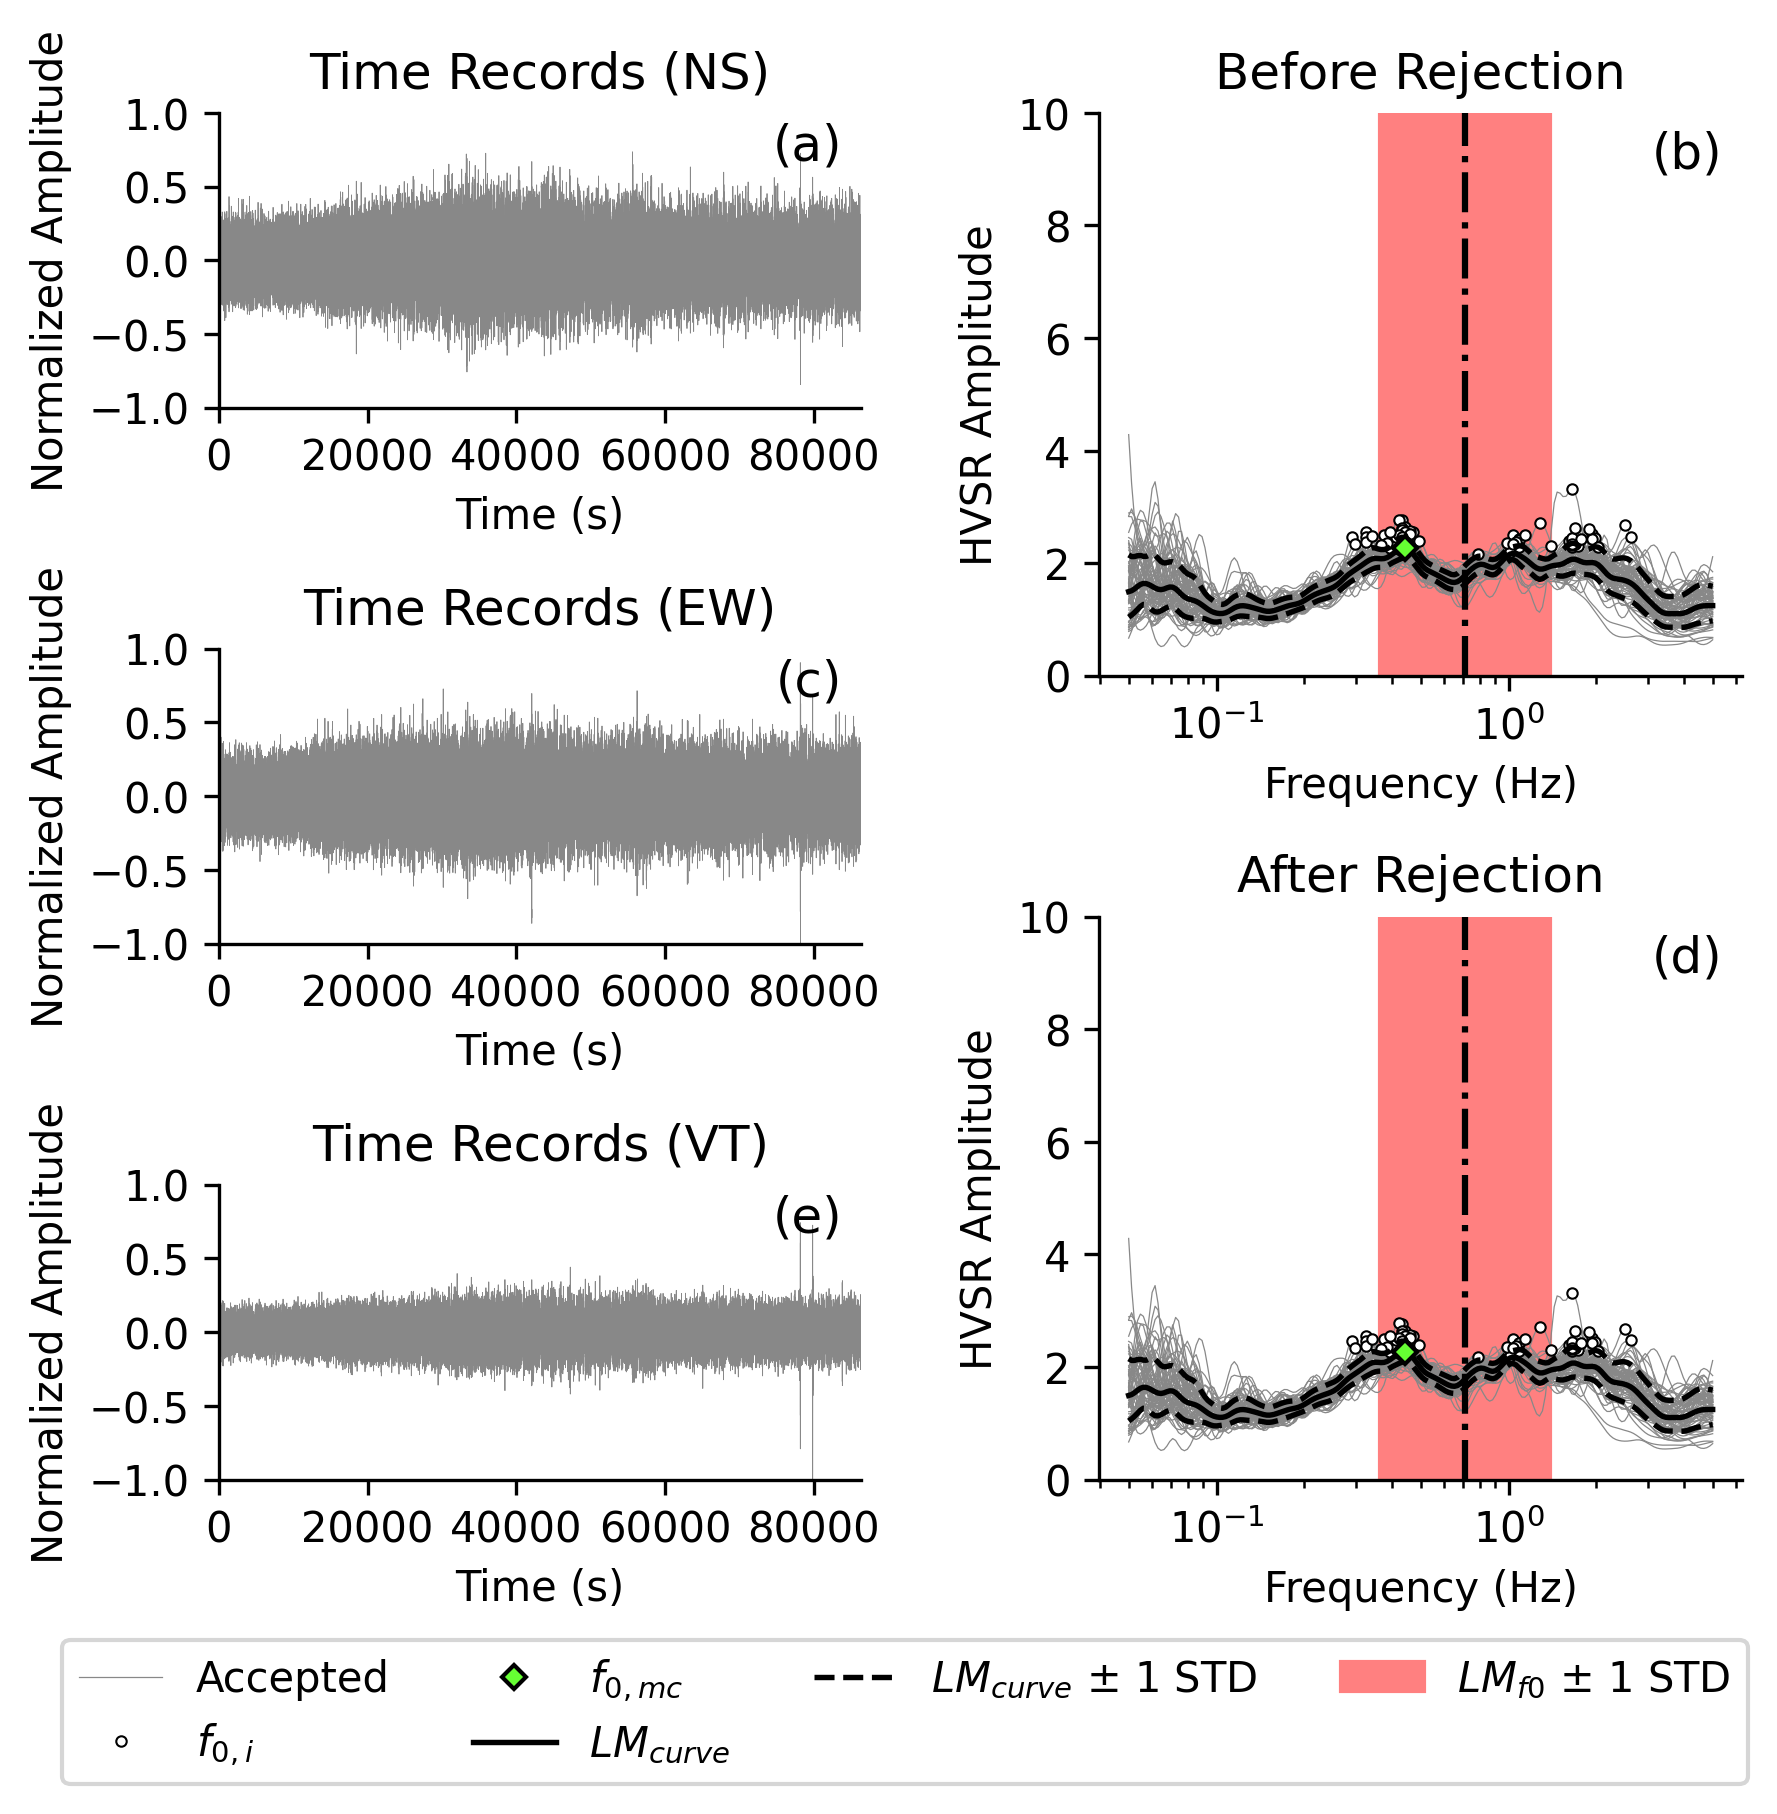 Time Records (NS)
Normalized Amplitude
1.0
0.5
0.0
−0.5
−1.0
(a)
0 20000 40000 60000 80000
Time (s)
Before Rejection
HVSR Amplitude
10
8
6
4
2
0
(b)
10⁻¹ 10⁰
Frequency (Hz)
Time Records (EW)
Normalized Amplitude
1.0
0.5
0.0
−0.5
−1.0
(c)
0 20000 40000 60000 80000
Time (s)
After Rejection
HVSR Amplitude
10
8
6
4
2
0
(d)
10⁻¹ 10⁰
Frequency (Hz)
Time Records (VT)
Normalized Amplitude
1.0
0.5
0.0
−0.5
−1.0
(e)
0 20000 40000 60000 80000
Time (s)
Accepted
f0,i
f0,mc
LMcurve
LMcurve ± 1 STD
LMf0 ± 1 STD